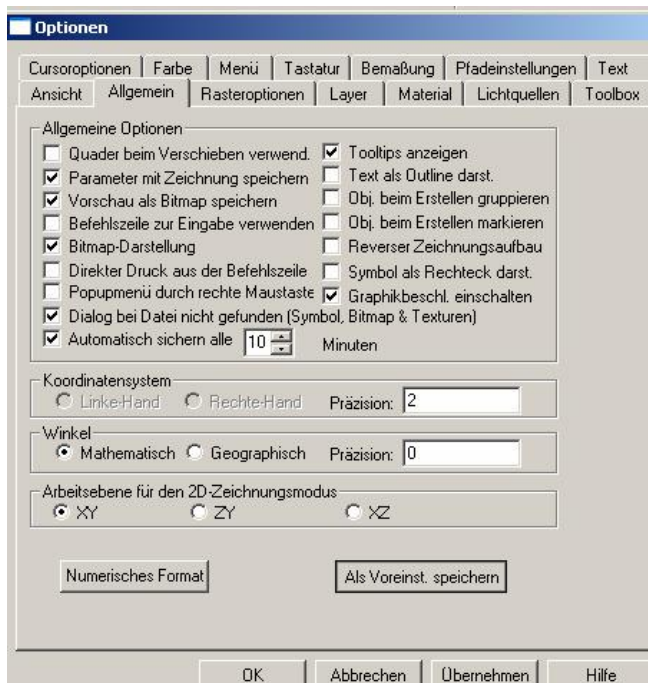 Optionen
Cursoroptionen Farbe Menü Tastatur Bemaßung Pfadeinstellungen Text
Ansicht Allgemein Rasteroptionen Layer Material Lichtquellen Toolbox
Allgemeine Optionen
Quader beim Verschieben verwend. Tooltips anzeigen
Parameter mit Zeichnung speichern Text als Outline darst.
Vorschau als Bitmap speichern Obj. beim Erstellen gruppieren
Befehlszeile zur Eingabe verwenden Obj. beim Erstellen markieren
Bitmap-Darstellung Reverser Zeichnungsaufbau
Direkter Druck aus der Befehlszeile Symbol als Rechteck darst.
Popupmenü durch rechte Maustaste Graphikbeschl. einschalten
Dialog bei Datei nicht gefunden (Symbol, Bitmap & Texturen)
Automatisch sichern alle 10 Minuten
Koordinatensystem
Linke-Hand Rechte-Hand Präzision: 2
Winkel
Mathematisch Geographisch Präzision: 0
Arbeitsebene für den 2D-Zeichnungsmodus
XY ZY XZ
Numerisches Format Als Voreinst. speichern
OK Abbrechen Übernehmen Hilfe